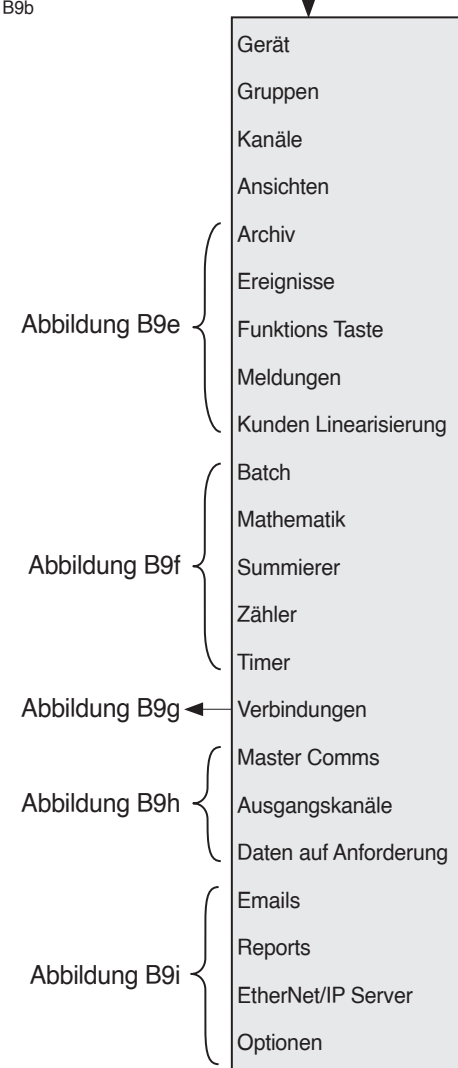 B9b
Gerät
Gruppen
Kanäle
Ansichten
Archiv
Ereignisse
Abbildung B9e
Funktions Taste
Meldungen
Kunden Linearisierung
Batch
Mathematik
Abbildung B9f
Summierer
Zähler
Timer
Abbildung B9g
Verbindungen
Master Comms
Abbildung B9h
Ausgangskanäle
Daten auf Anforderung
Emails
Reports
Abbildung B9i
EtherNet/IP Server
Optionen